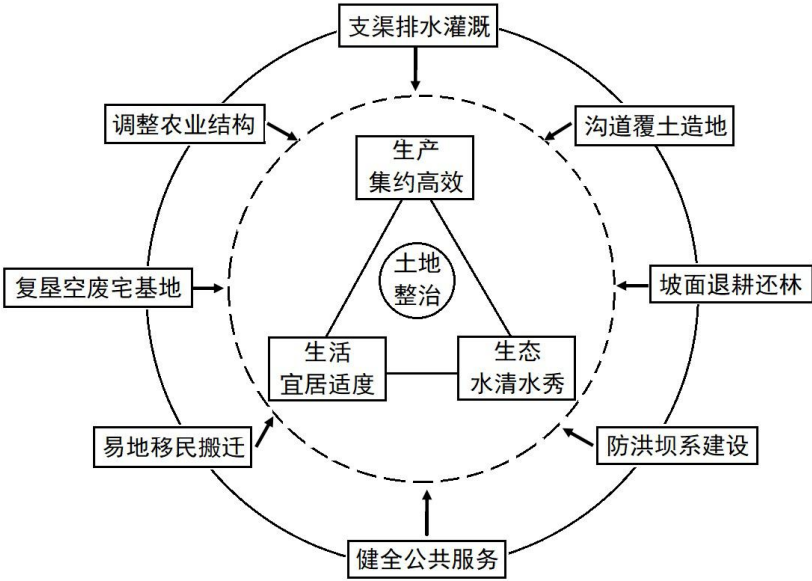 支渠排水灌溉
调整农业结构
沟道覆土造地
生产
集约高效
土地
整治
复垦空废宅基地
坡面退耕还林
生活
宜居适度
生态
水清水秀
易地移民搬迁
防洪坝系建设
健全公共服务